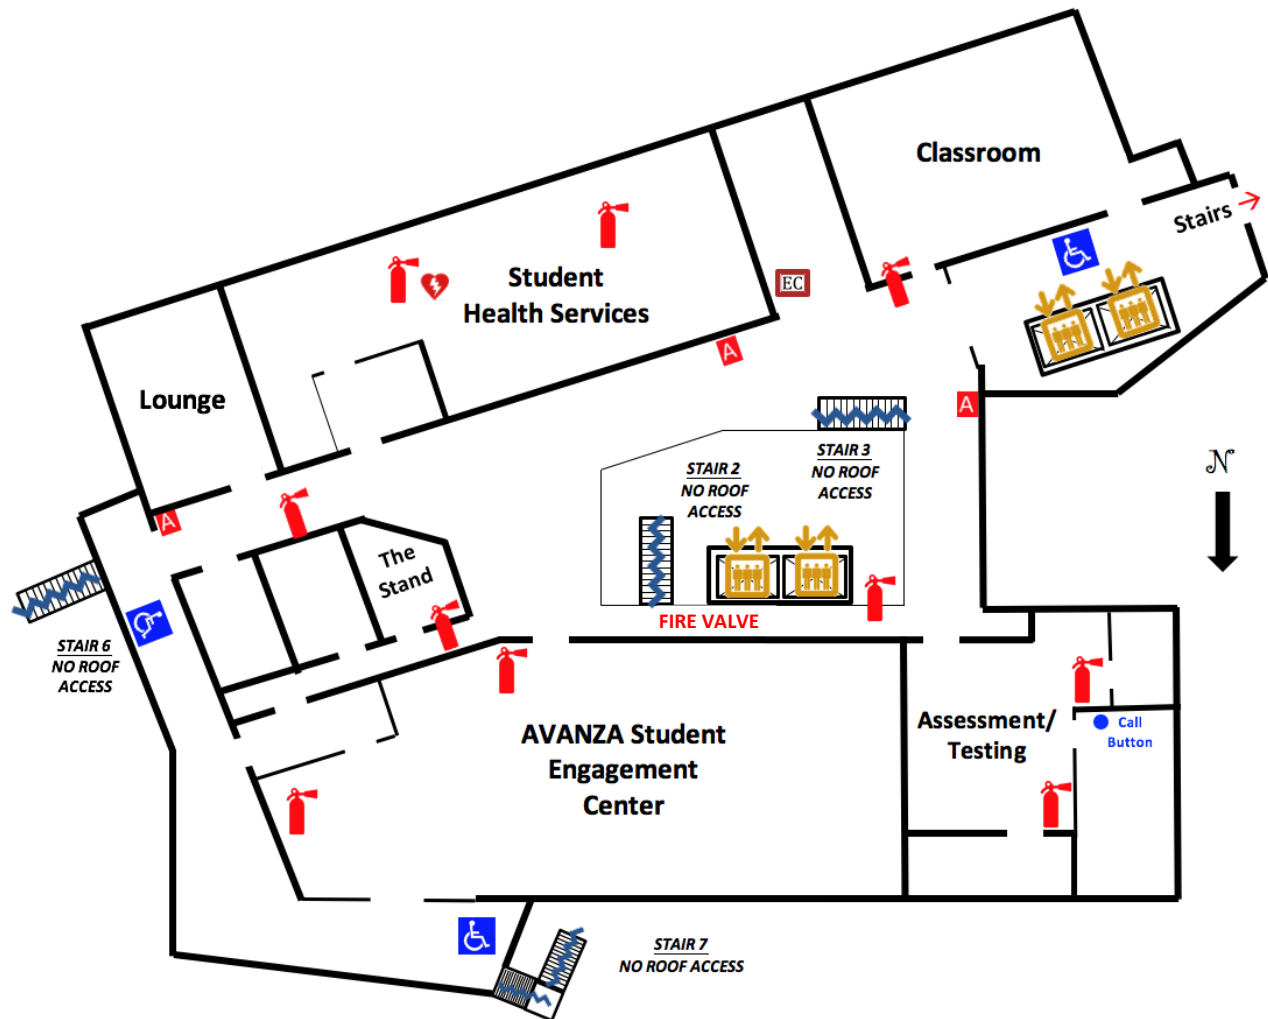 Classroom
Stairs
Student
Health Services
EC
A
Lounge
A
A
N
STAIR 3
NO ROOF
ACCESS
STAIR 2
NO ROOF
ACCESS
A
The
Stand
FIRE VALVE
STAIR 6
NO ROOF
ACCESS
AVANZA Student
Engagement
Center
Assessment/
Testing
Call
Button
STAIR 7
NO ROOF ACCESS